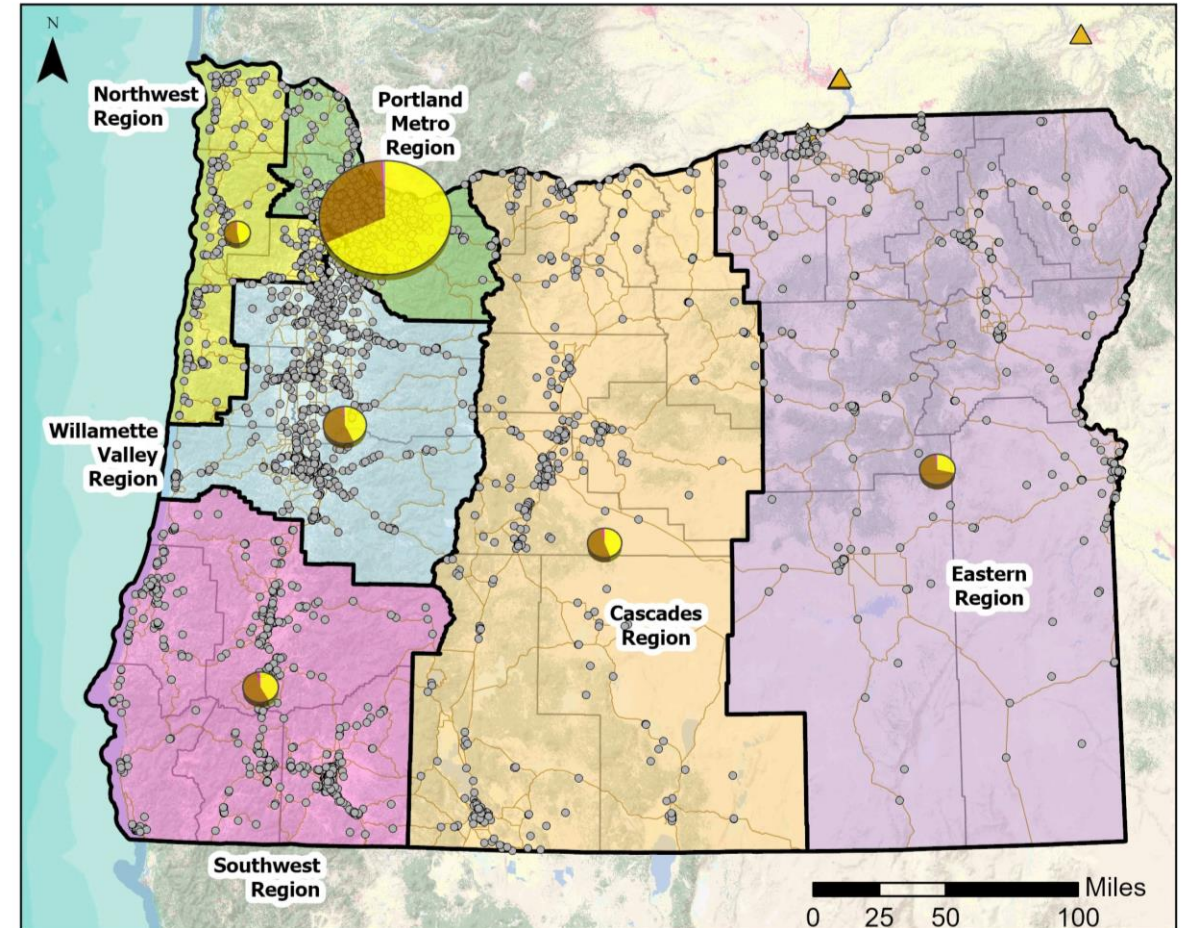 N
Northwest
Region
Portland
Metro
Region
Willamette
Valley
Region
Eastern
Region
Cascades
Region
Southwest
Region
Miles
0 25 50 100